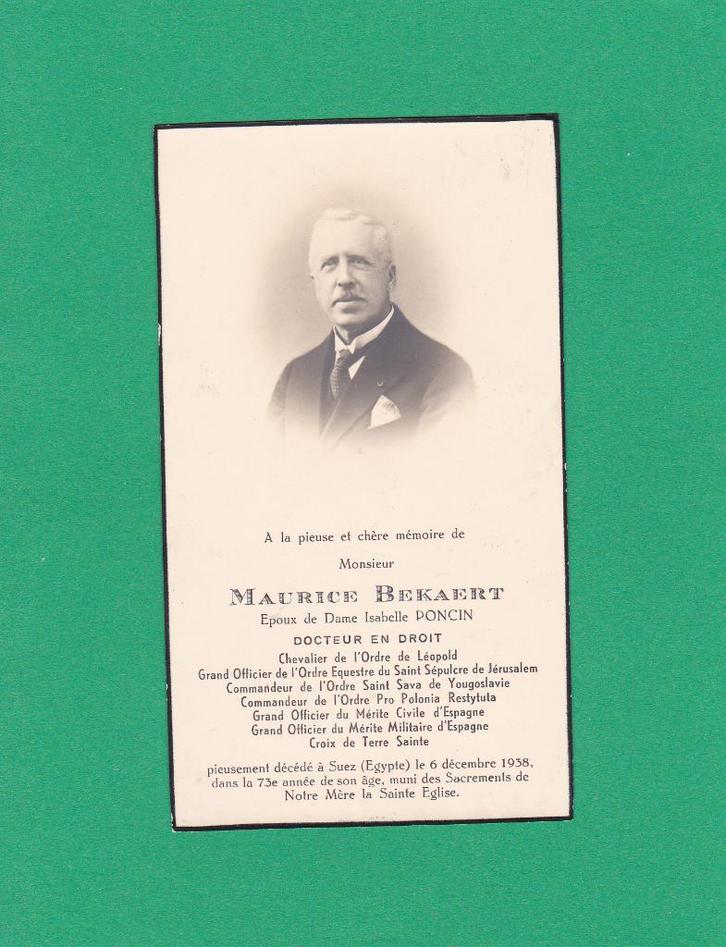 A la pieuse et chère mémoire de
Monsieur
MAURICE BEKAERT
Epoux de Dame Isabelle PONCIN
DOCTEUR EN DROIT
Chevalier de l'Ordre de Léopold
Grand Officier de l'Ordre Equestre du Saint Sépulcre de Jérusalem
Commandeur de l'Ordre Saint Sava de Yougoslavie
Commandeur de l'Ordre Pro Polonia Restytuta
Grand Officier du Mérite Civile d'Espagne
Grand Officier du Mérite Militaire d'Espagne
Croix de Terre Sainte
pieusement décédé à Suez (Egypte) le 6 décembre 1938,
dans la 73e année de son âge, muni des Sacrements de
Notre Mère la Sainte Eglise.